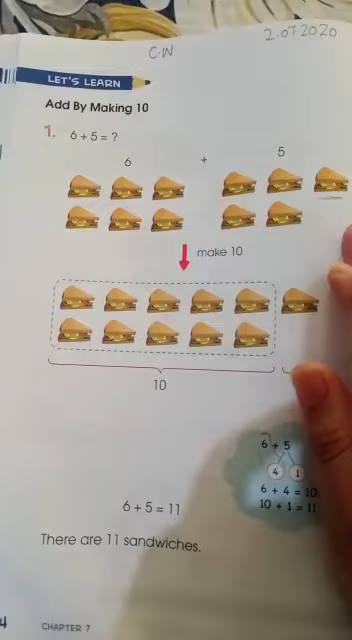 C.W 2.07.2020
LET'S LEARN
Add By Making 10
1. 6 + 5 = ?
6 + 5
make 10
10
6 + 5
4 1
6 + 4 = 10
10 + 1 = 11
6 + 5 = 11
There are 11 sandwiches.
4 CHAPTER 7